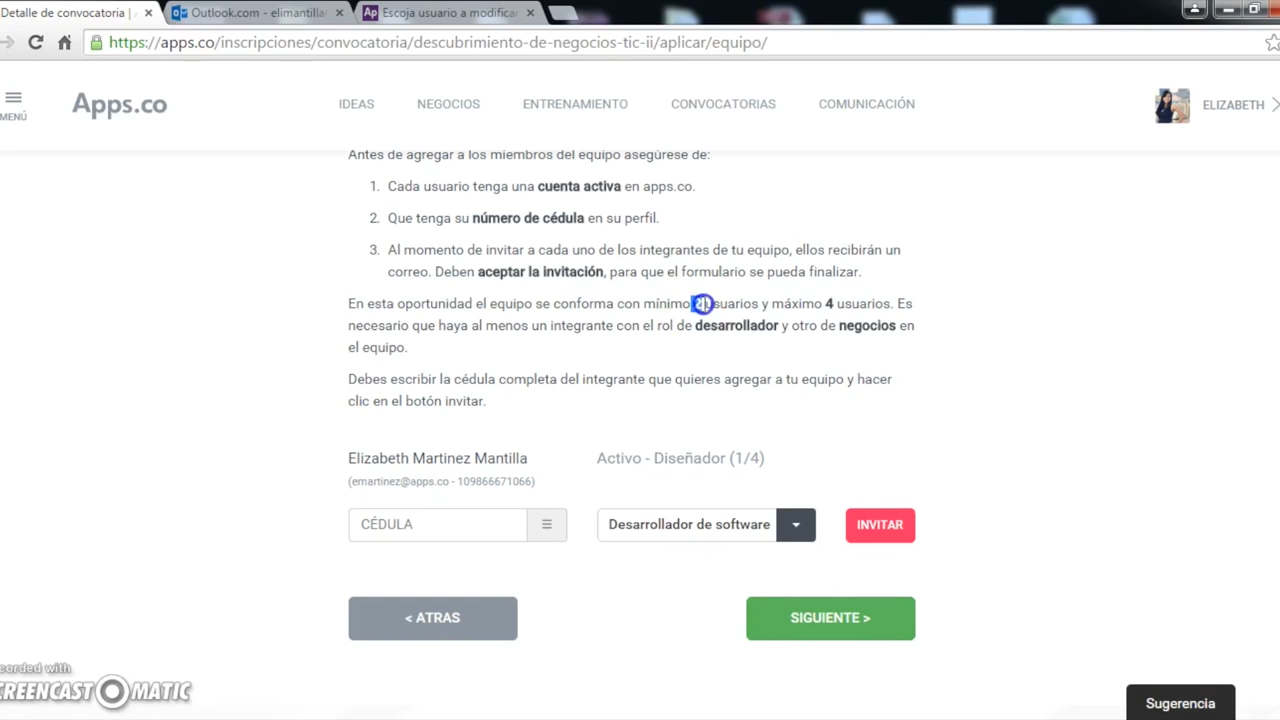 Detalle de convocatoria |
Outlook.com - elimantilla
Ap Escoja usuario a modifica
https://apps.co/inscripciones/convocatoria/descubrimiento-de-negocios-tic-ii/aplicar/equipo/
MENÚ
Apps.co
IDEAS
NEGOCIOS
ENTRENAMIENTO
CONVOCATORIAS
COMUNICACIÓN
ELIZABETH
Antes de agregar a los miembros del equipo asegúrese de:
1. Cada usuario tenga una cuenta activa en apps.co.
2. Que tenga su número de cédula en su perfil.
3. Al momento de invitar a cada uno de los integrantes de tu equipo, ellos recibirán un
correo. Deben aceptar la invitación, para que el formulario se pueda finalizar.
En esta oportunidad el equipo se conforma con mínimo 2 usuarios y máximo 4 usuarios. Es
necesario que haya al menos un integrante con el rol de desarrollador y otro de negocios en
el equipo.
Debes escribir la cédula completa del integrante que quieres agregar a tu equipo y hacer
clic en el botón invitar.
Elizabeth Martinez Mantilla
Activo - Diseñador (1/4)
(emartinez@apps.co - 109866671066)
CÉDULA
Desarrollador de software
INVITAR
< ATRAS
SIGUIENTE >
corded with
CREENCAST MATIC
Sugerencia